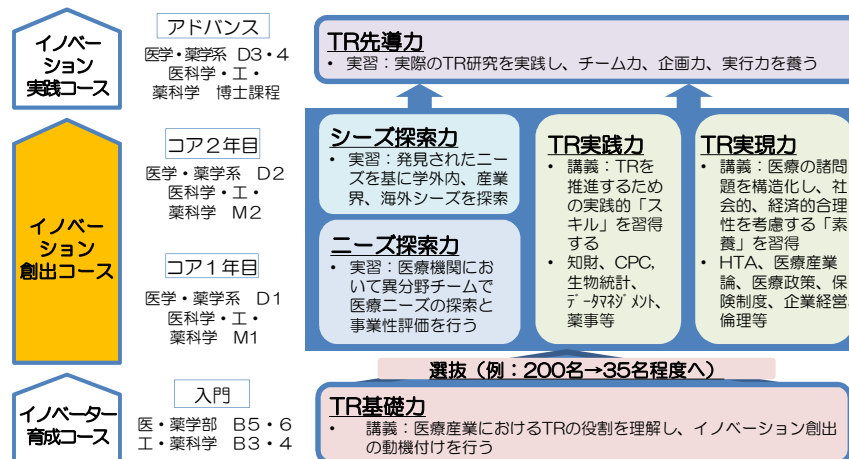 イノベー
ション
実践コース
アドバンス
医学・薬学系 D3・4
医科学・工・
薬科学 博士課程
TR先導力
• 実習：実際のTR研究を実践し、チーム力、企画力、実行力を養う
イノベー
ション
創出コース
コア２年目
医学・薬学系 D2
医科学・工・
薬科学 M2
コア１年目
医学・薬学系 D1
医科学・工・
薬科学 M1
シーズ探索力
• 実習：発見されたニー
ズを基に学外内、産業
界、海外シーズを探索
ニーズ探索力
• 実習：医療機関にお
いて異分野チームで
医療ニーズの探索と
事業性評価を行う
TR実践力
• 講義：TRを
推進するため
の実践的「ス
キル」を習得
する
• 知財、CPC,
生物統計、
ﾃﾞｰﾀﾏﾈｼﾞﾒﾝﾄ、
薬事等
TR実現力
• 講義：医療の諸問
題を構造化し、社
会的、経済的合理
性を考慮する「素
養」を習得
• HTA、医療産業
論、医療政策、保
険制度、企業経営、
倫理等
選抜（例：200名→35名程度へ）
イノベーター
育成コース
入門
医・薬学部 B5・6
工・薬科学 B3・4
TR基礎力
• 講義：医療産業におけるTRの役割を理解し、イノベーション創出
の動機付けを行う